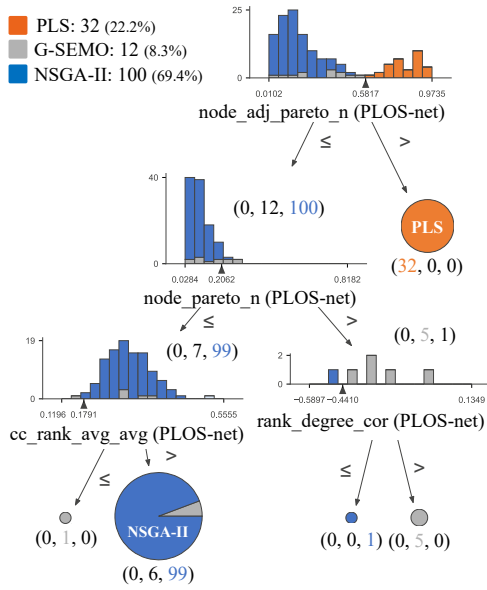 PLS: 32 (22.2%)
G-SEMO: 12 (8.3%)
NSGA-II: 100 (69.4%)
25
0
0.0102 0.5817 0.9735
node_adj_pareto_n (PLOS-net)
≤ >
40
0
(0, 12, 100)
PLS
(32, 0, 0)
0.0284 0.2062 0.8182
node_pareto_n (PLOS-net)
≤ >
19
0
(0, 7, 99)
(0, 5, 1)
2
0
0.1196 0.1791 0.5555
−0.5897 −0.4410 0.1349
cc_rank_avg_avg (PLOS-net)
rank_degree_cor (PLOS-net)
≤ >
≤ >
NSGA-II
(0, 1, 0)
(0, 6, 99)
(0, 0, 1) (0, 5, 0)